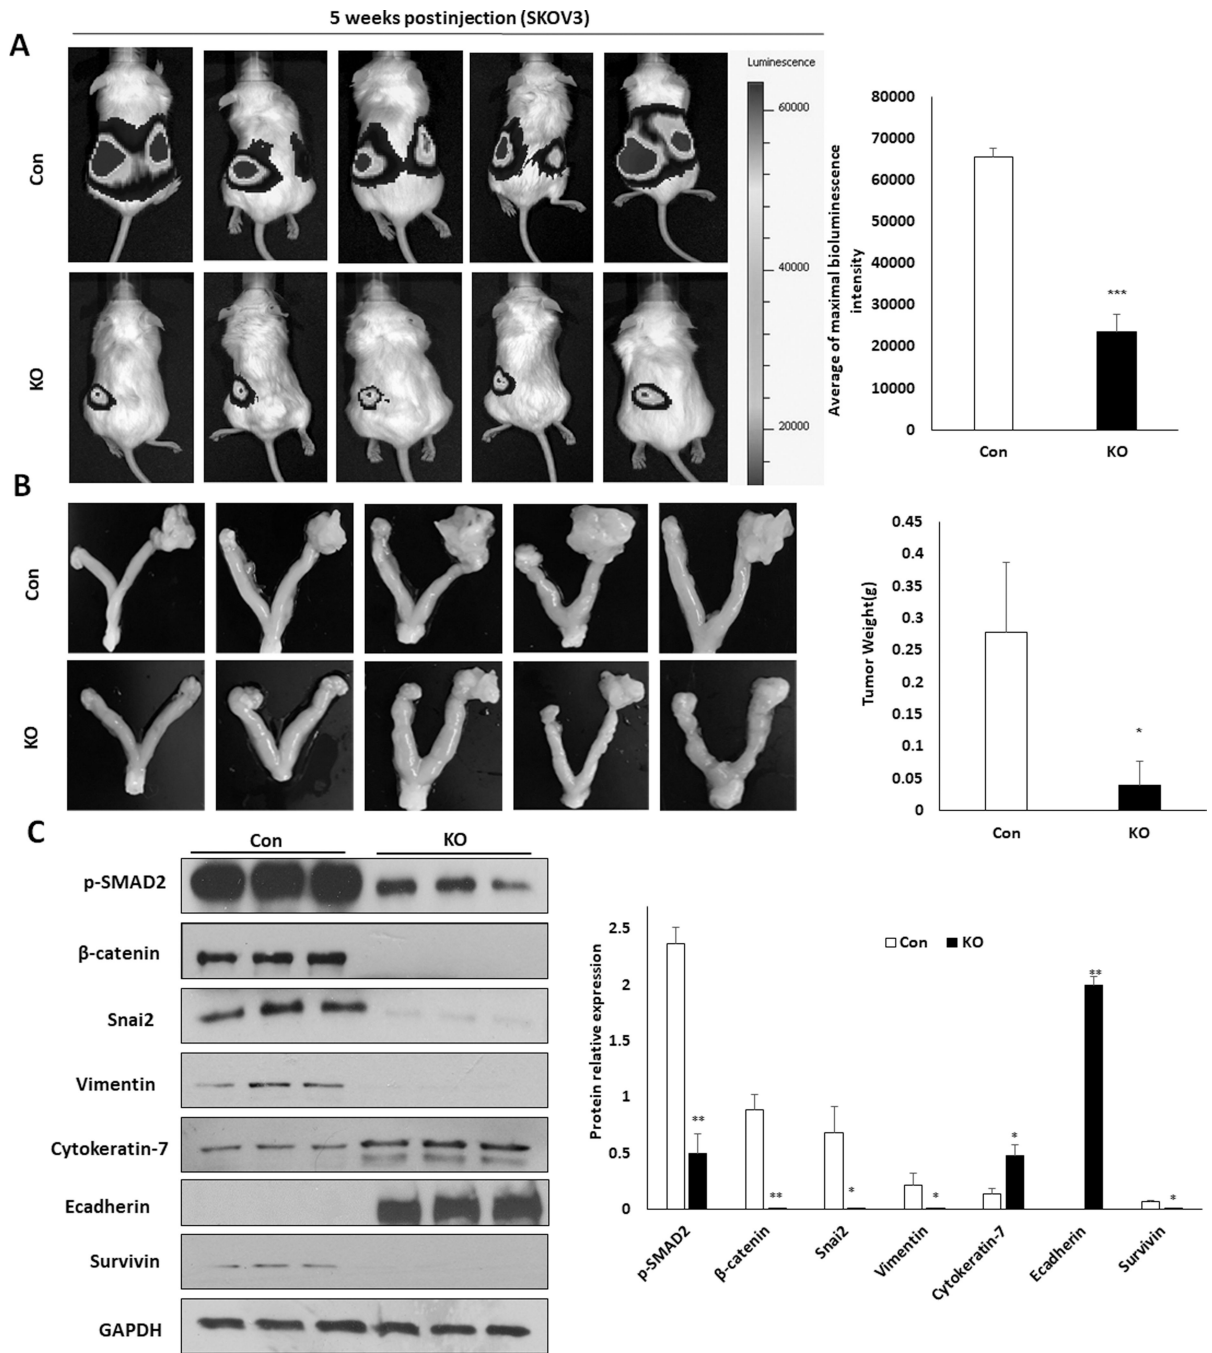 5 weeks postinjection (SKOV3)
A
Con
KO
Luminescence
60000
40000
20000
Average of maximal bioluminescence
intensity
80000
70000
60000
50000
40000
30000
20000
10000
0
***
Con
KO
B
Con
KO
Tumor Weight(g)
0.45
0.4
0.35
0.3
0.25
0.2
0.15
0.1
0.05
0
*
Con
KO
C
Con
KO
p-SMAD2
β-catenin
Snai2
Vimentin
Cytokeratin-7
Ecadherin
Survivin
GAPDH
Protein relative expression
2.5
2
1.5
1
0.5
0
Con
KO
**
**
*
*
*
**
*
p-SMAD2
β-catenin
Snai2
Vimentin
Cytokeratin-7
Ecadherin
Survivin